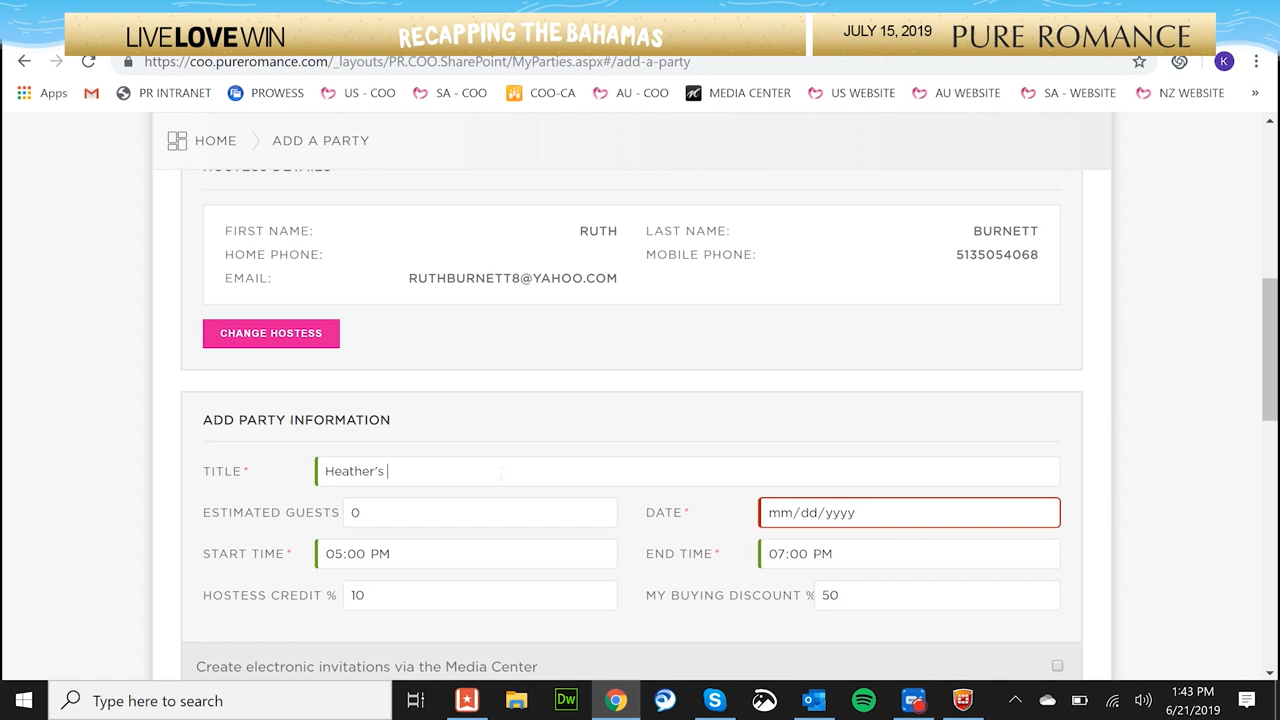 LIVELOVEWIN
RECAPPING THE BAHAMAS
JULY 15, 2019
PURE ROMANCE
https://coo.pureromance.com/_layouts/PR.COO.SharePoint/MyParties.aspx#/add-a-party
K
Apps PR INTRANET PROWESS US - COO SA - COO COO-CA AU - COO MEDIA CENTER US WEBSITE AU WEBSITE SA - WEBSITE NZ WEBSITE »
HOME ADD A PARTY
HOSTESS DETAILS
FIRST NAME: RUTH LAST NAME: BURNETT
HOME PHONE: MOBILE PHONE: 5135054068
EMAIL: RUTHBURNETT8@YAHOO.COM
CHANGE HOSTESS
ADD PARTY INFORMATION
TITLE* Heather's
ESTIMATED GUESTS 0 DATE* mm/dd/yyyy
START TIME* 05:00 PM END TIME* 07:00 PM
HOSTESS CREDIT % 10 MY BUYING DISCOUNT % 50
Create electronic invitations via the Media Center
Type here to search
Dw
1:43 PM
6/21/2019